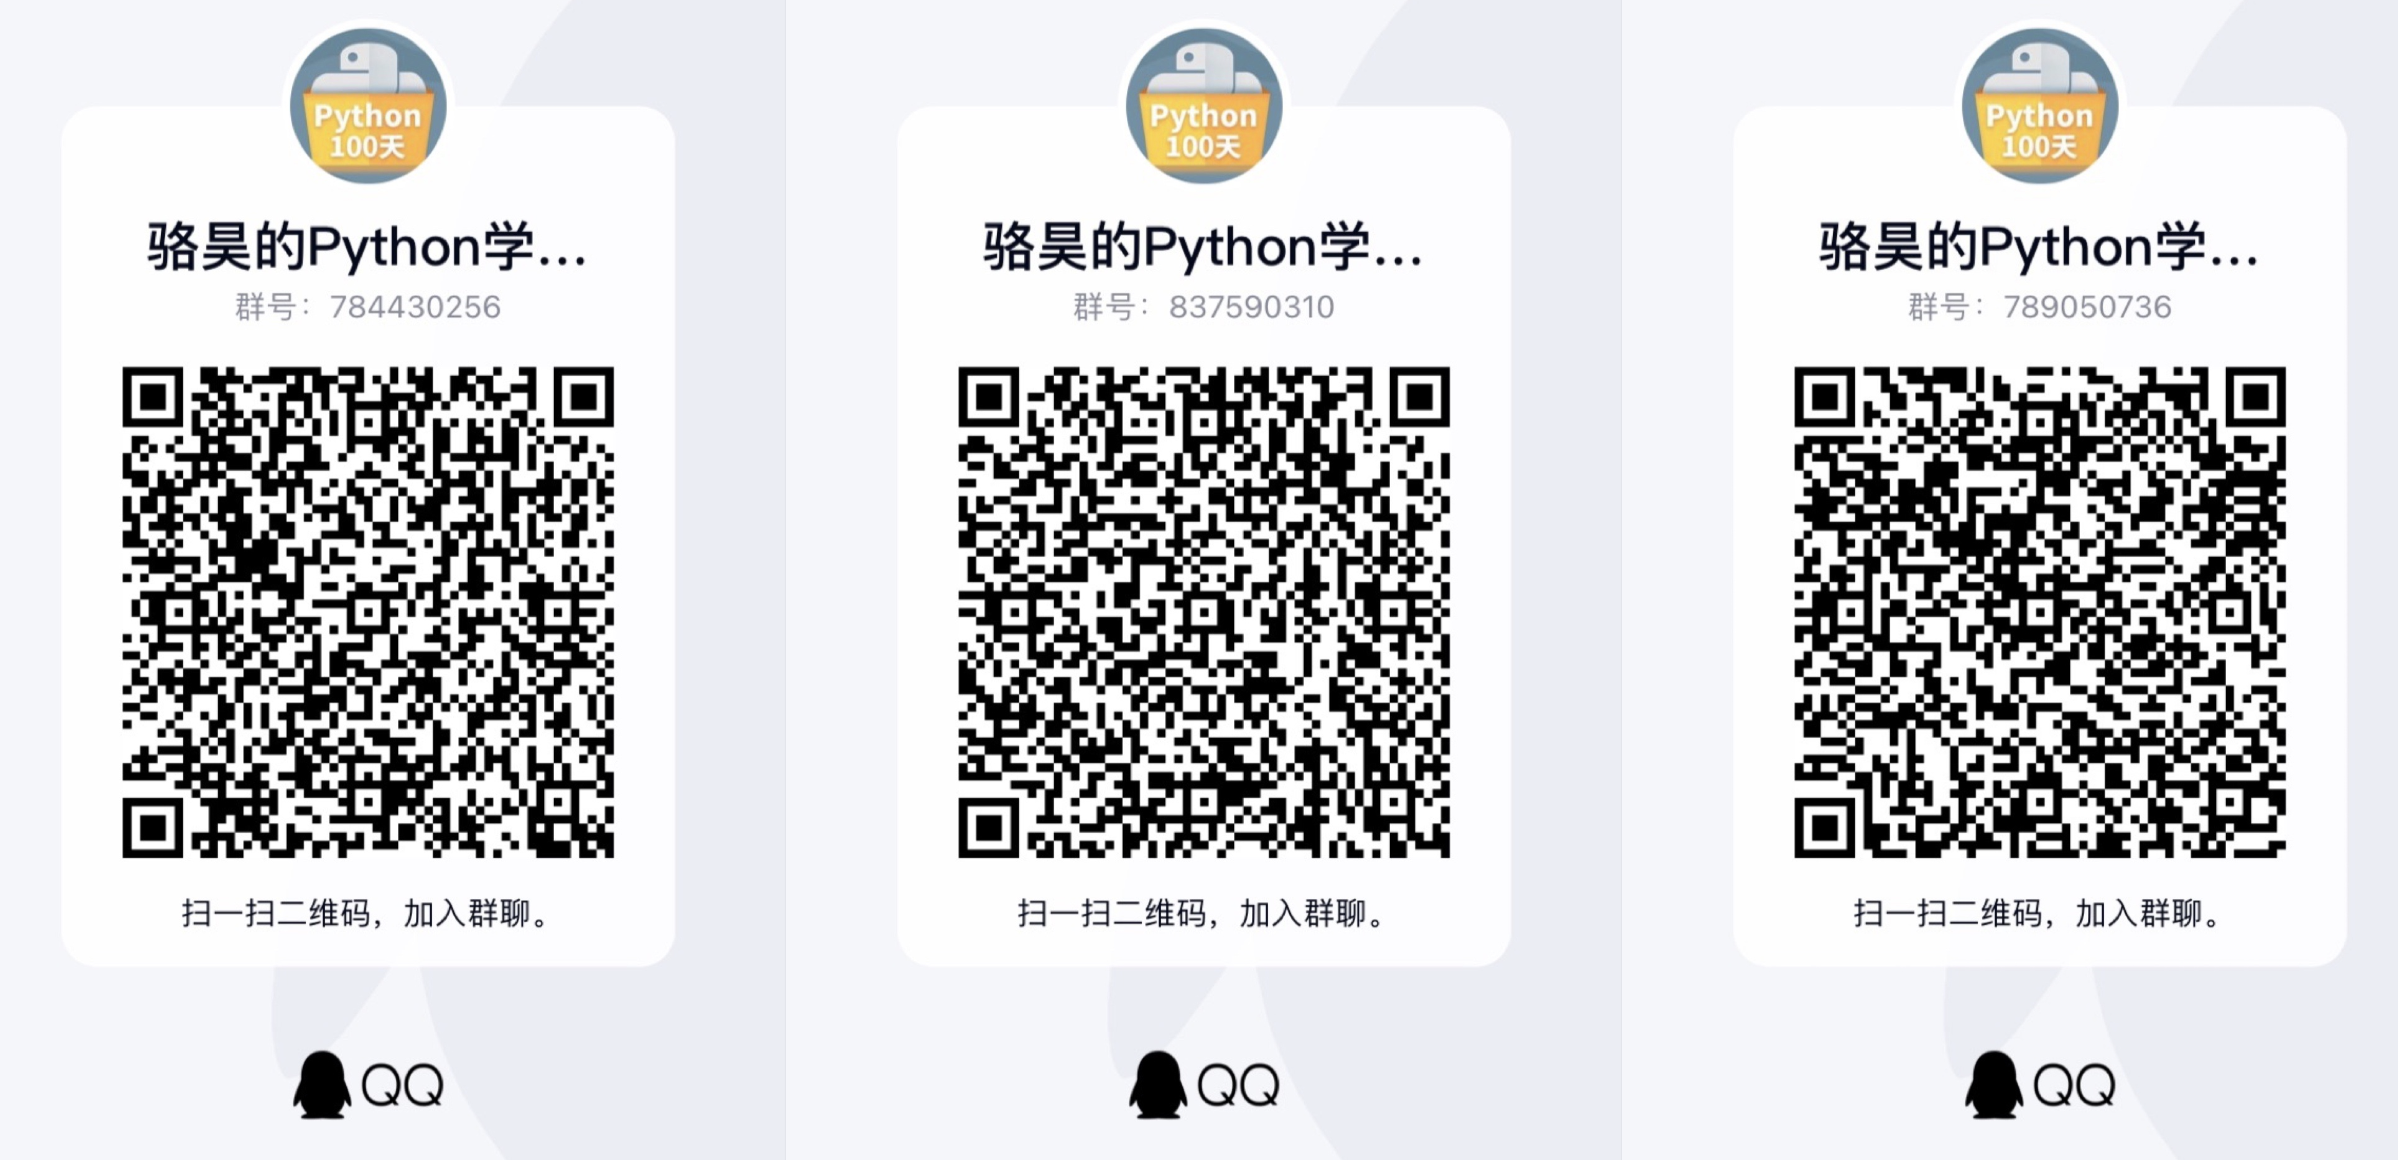 Python
100天
骆昊的Python学...
群号：784430256
扫一扫二维码，加入群聊。
QQ
Python
100天
骆昊的Python学...
群号：837590310
扫一扫二维码，加入群聊。
QQ
Python
100天
骆昊的Python学...
群号：789050736
扫一扫二维码，加入群聊。
QQ